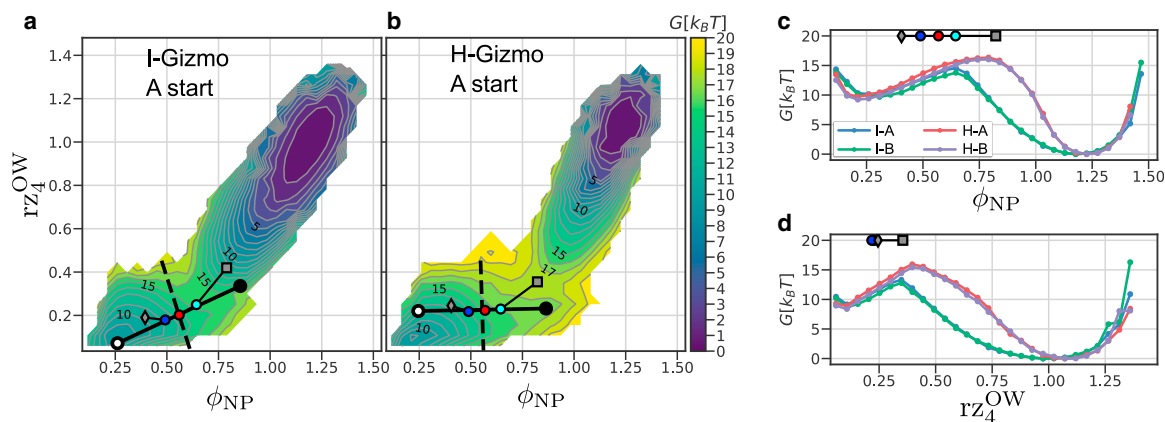 a
b
c
d
G[k_BT]
I-Gizmo
A start
H-Gizmo
A start
1.4
1.2
1.0
0.8
0.6
0.4
0.2
rz₄^OW
5
10
15
15
10
5
10
17
15
10
0.25 0.50 0.75 1.00 1.25 1.50
ϕ_NP
0.25 0.50 0.75 1.00 1.25 1.50
ϕ_NP
20
19
18
17
16
15
14
13
12
11
10
9
8
7
6
5
4
3
2
1
0
G[k_BT]
20
15
10
5
0
I-A H-A
I-B H-B
0.25 0.50 0.75 1.00 1.25 1.50
ϕ_NP
G[k_BT]
20
15
10
5
0
0.25 0.50 0.75 1.00 1.25
rz₄^OW